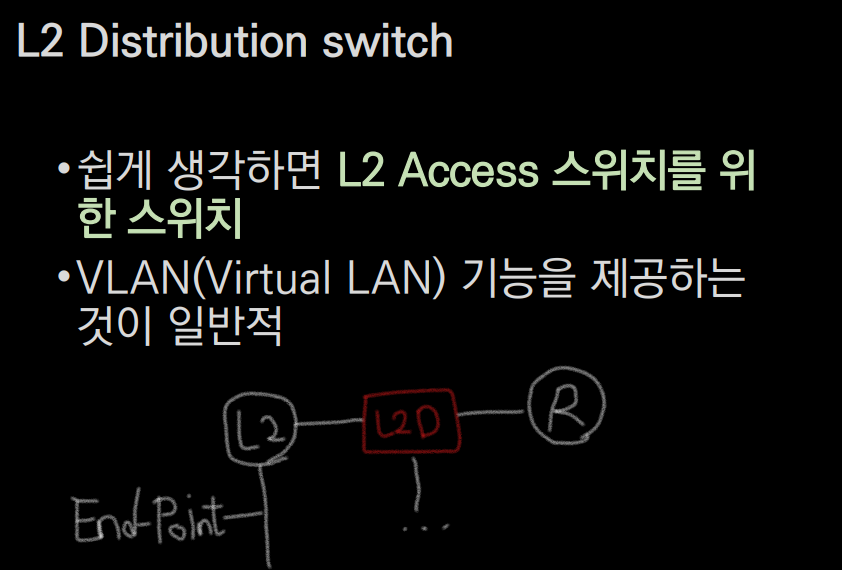 L2 Distribution switch
•쉽게 생각하면 L2 Access 스위치를 위
한 스위치
•VLAN(Virtual LAN) 기능을 제공하는
것이 일반적
L2
L2D
R
End-Point
...